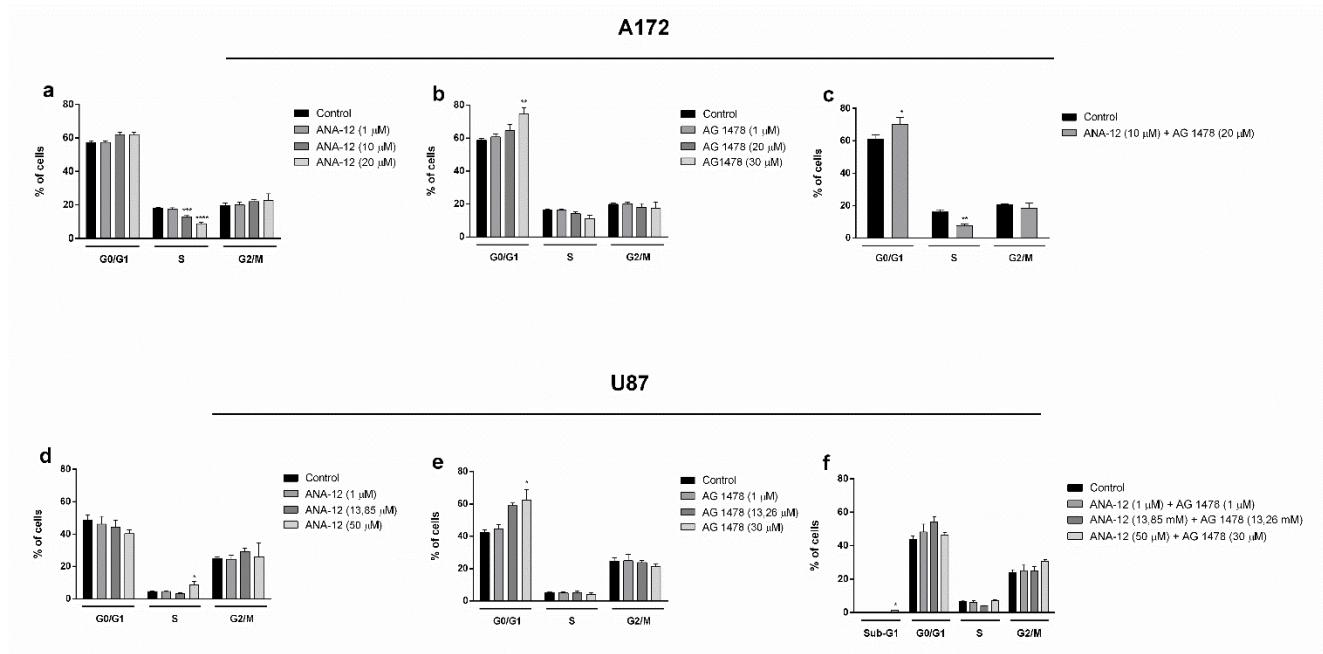 A172
a
80
60
40
20
0
% of cells
***
****
G0/G1 S G2/M
Control
ANA-12 (1 µM)
ANA-12 (10 µM)
ANA-12 (20 µM)
b
80
60
40
20
0
% of cells
**
G0/G1 S G2/M
Control
AG 1478 (1 µM)
AG 1478 (20 µM)
AG1478 (30 µM)
c
80
60
40
20
0
% of cells
*
**
G0/G1 S G2/M
Control
ANA-12 (10 µM) + AG 1478 (20 µM)
U87
d
80
60
40
20
0
% of cells
*
G0/G1 S G2/M
Control
ANA-12 (1 µM)
ANA-12 (13,85 µM)
ANA-12 (50 µM)
e
80
60
40
20
0
% of cells
*
G0/G1 S G2/M
Control
AG 1478 (1 µM)
AG 1478 (13,26 µM)
AG 1478 (30 µM)
f
80
60
40
20
0
% of cells
*
Sub-G1 G0/G1 S G2/M
Control
ANA-12 (1 µM) + AG 1478 (1 µM)
ANA-12 (13,85 mM) + AG 1478 (13,26 mM)
ANA-12 (50 µM) + AG 1478 (30 µM)